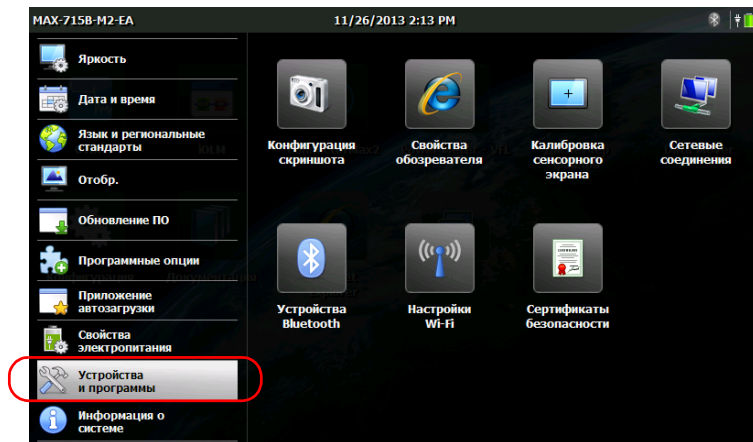 MAX-715B-M2-EA
11/26/2013 2:13 PM
Яркость
Дата и время
Язык и региональные
стандарты
Отобр.
Обновление ПО
Программные опции
Приложение
автозагрузки
Свойства
электропитания
Устройства
и программы
Информация о
системе
Конфигурация
скриншота
Свойства
обозревателя
Калибровка
сенсорного
экрана
Сетевые
соединения
Устройства
Bluetooth
Настройки
Wi-Fi
Сертификаты
безопасности